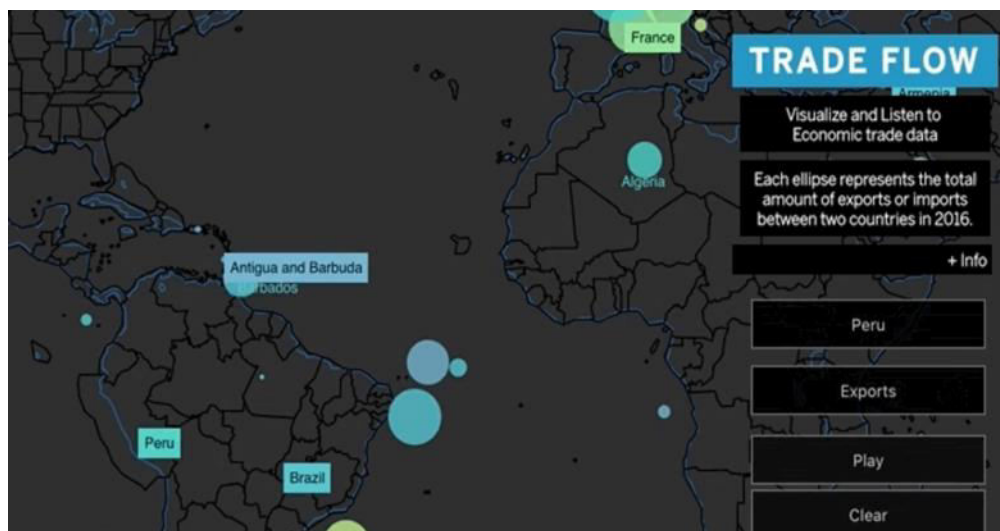 France
TRADE FLOW
Armenia
Visualize and Listen to
Economic trade data
Each ellipse represents the total
amount of exports or imports
between two countries in 2016.
Algeria
+ Info
Antigua and Barbuda
Barbados
Peru
Exports
Peru
Play
Brazil
Clear